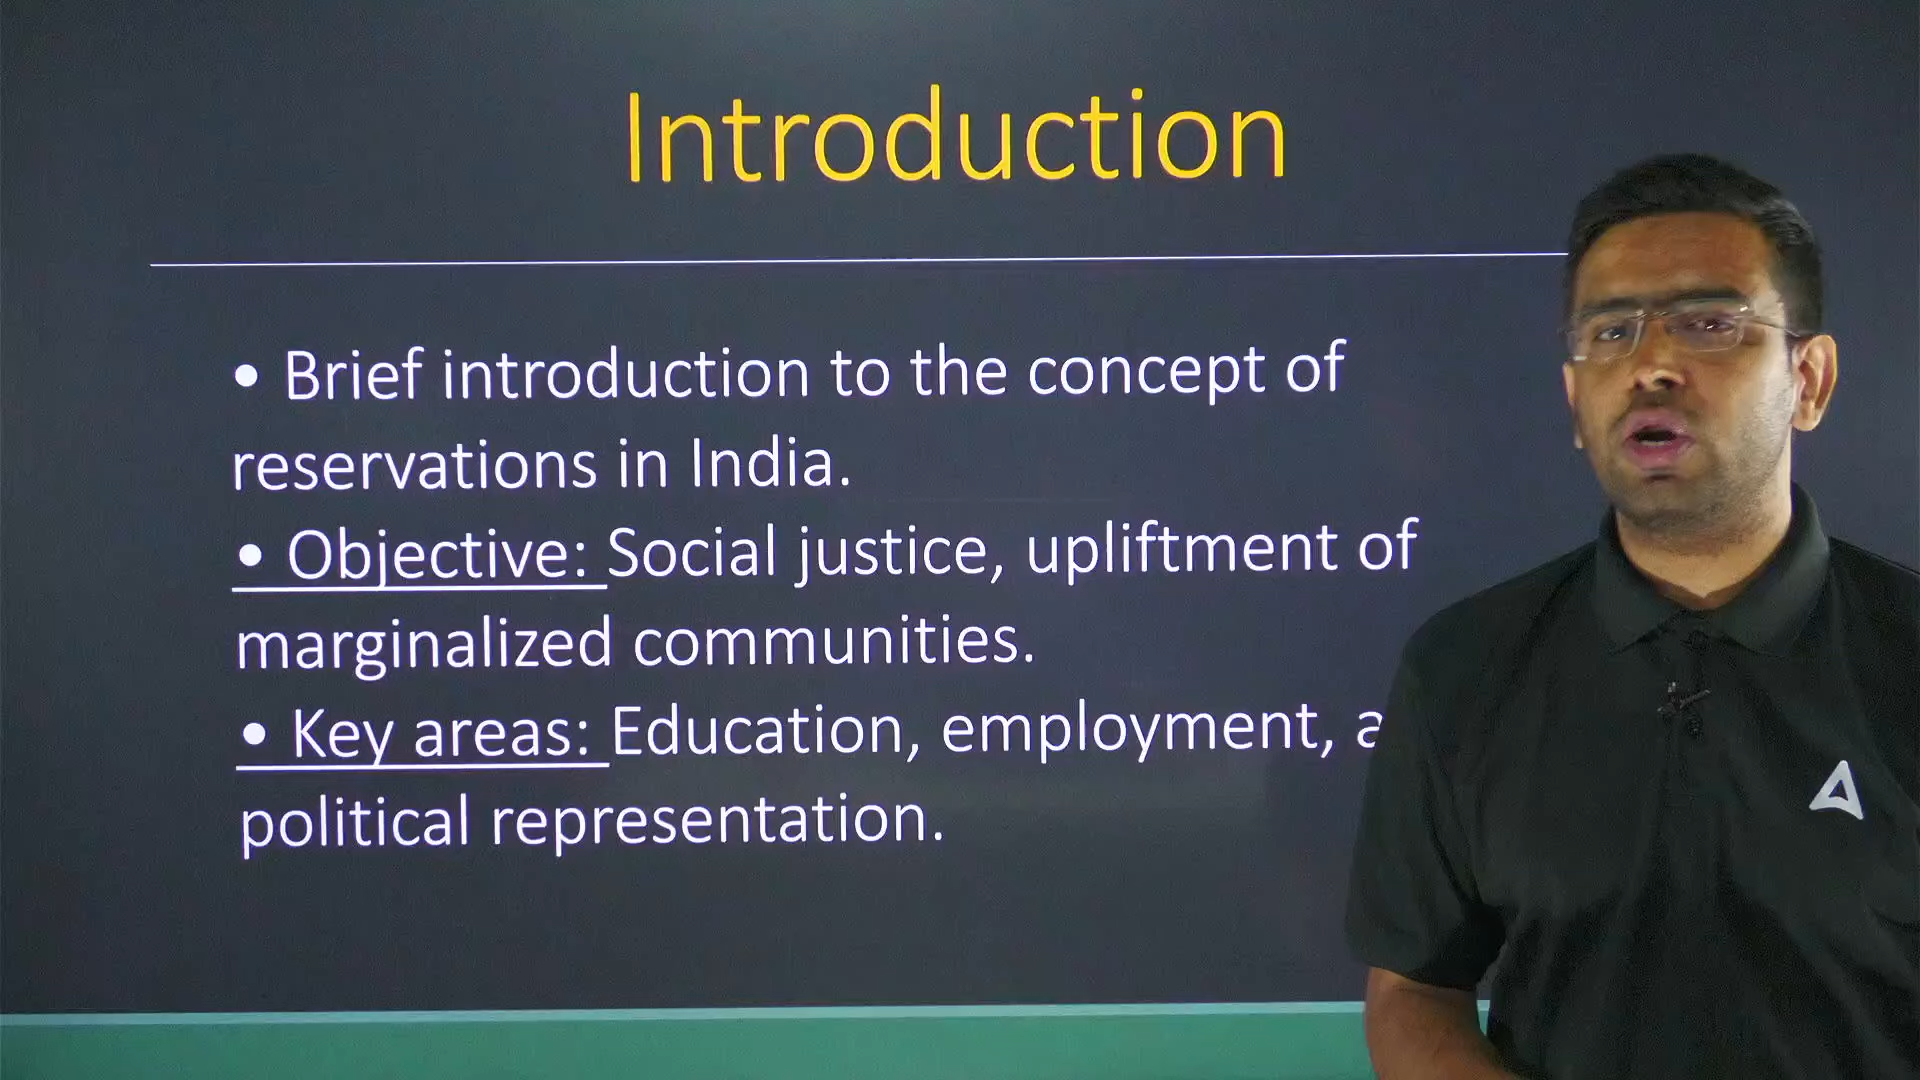 Introduction
• Brief introduction to the concept of
reservations in India.
• Objective: Social justice, upliftment of
marginalized communities.
• Key areas: Education, employment,
political representation.